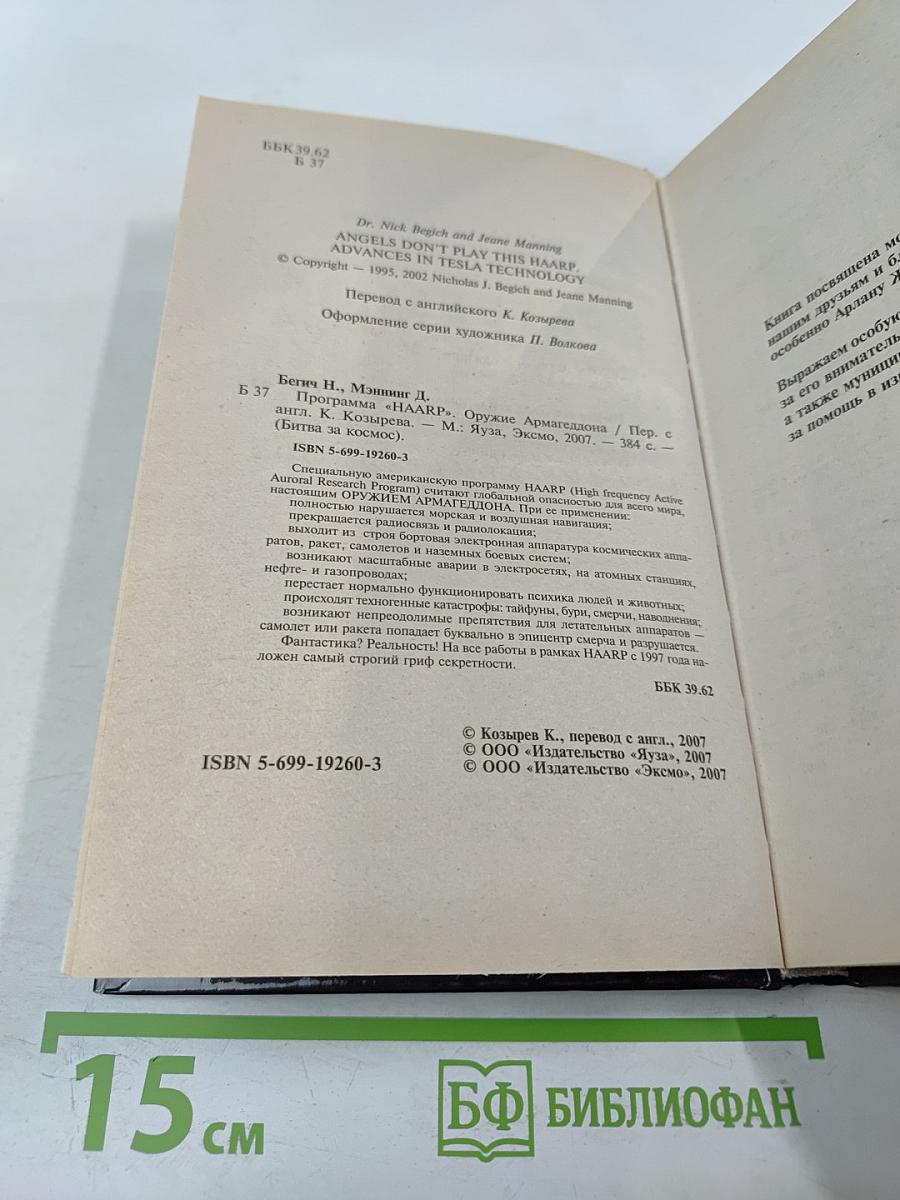 ББК 39.62
Б 37
Dr. Nick Begich and Jeane Manning
ANGELS DON'T PLAY THIS HAARP.
ADVANCES IN TESLA TECHNOLOGY
© Copyright — 1995, 2002 Nicholas J. Begich and Jeane Manning
Перевод с английского К. Козырева
Оформление серии художника П. Волкова
Бегич Н., Мэннинг Д.
Б 37
Программа «HAARP». Оружие Армагеддона / Пер. с
англ. К. Козырева. — М.: Яуза, Эксмо, 2007. — 384 с. —
(Битва за космос).
ISBN 5-699-19260-3
Специальную американскую программу HAARP (High frequency Active
Auroral Research Program) считают глобальной опасностью для всего мира,
настоящим ОРУЖИЕМ АРМАГЕДДОНА. При ее применении:
полностью нарушается морская и воздушная навигация;
прекращается радиосвязь и радиолокация;
выходит из строя бортовая электронная аппаратура космических аппа-
ратов, ракет, самолетов и наземных боевых систем;
возникают масштабные аварии в электросетях, на атомных станциях,
нефте- и газопроводах;
перестает нормально функционировать психика людей и животных;
происходят техногенные катастрофы: тайфуны, бури, смерчи, наводнения;
возникают непреодолимые препятствия для летательных аппаратов —
самолет или ракета попадает буквально в эпицентр смерча и разрушается.
Фантастика? Реальность! На все работы в рамках HAARP с 1997 года на-
ложен самый строгий гриф секретности.
ББК 39.62
© Козырев К., перевод с англ., 2007
© ООО «Издательство «Яуза», 2007
ISBN 5-699-19260-3
© ООО «Издательство «Эксмо», 2007
Книга посвящена
нашим друзьям и
особенно Арлану
Выражаем особую
за его
а также
за помощь в
15 см
БФ БИБЛИОФАН